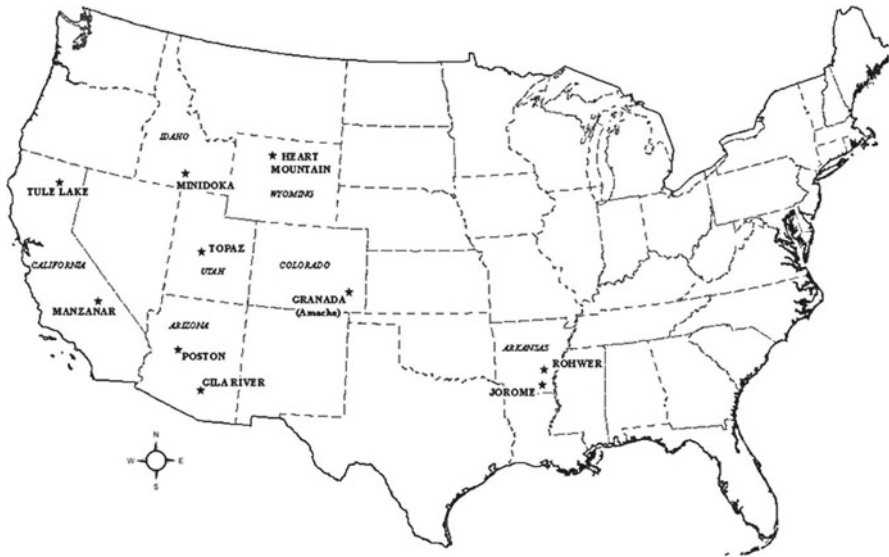 IDAHO
HEART
MOUNTAIN
MINIDOKA
WYOMING
TULE LAKE
TOPAZ
UTAH
CALIFORNIA
COLORADO
GRANADA
(Amache)
MANZANAR
ARIZONA
POSTON
GILA RIVER
ARKANSAS
ROHWER
JOROME
N
W E
S